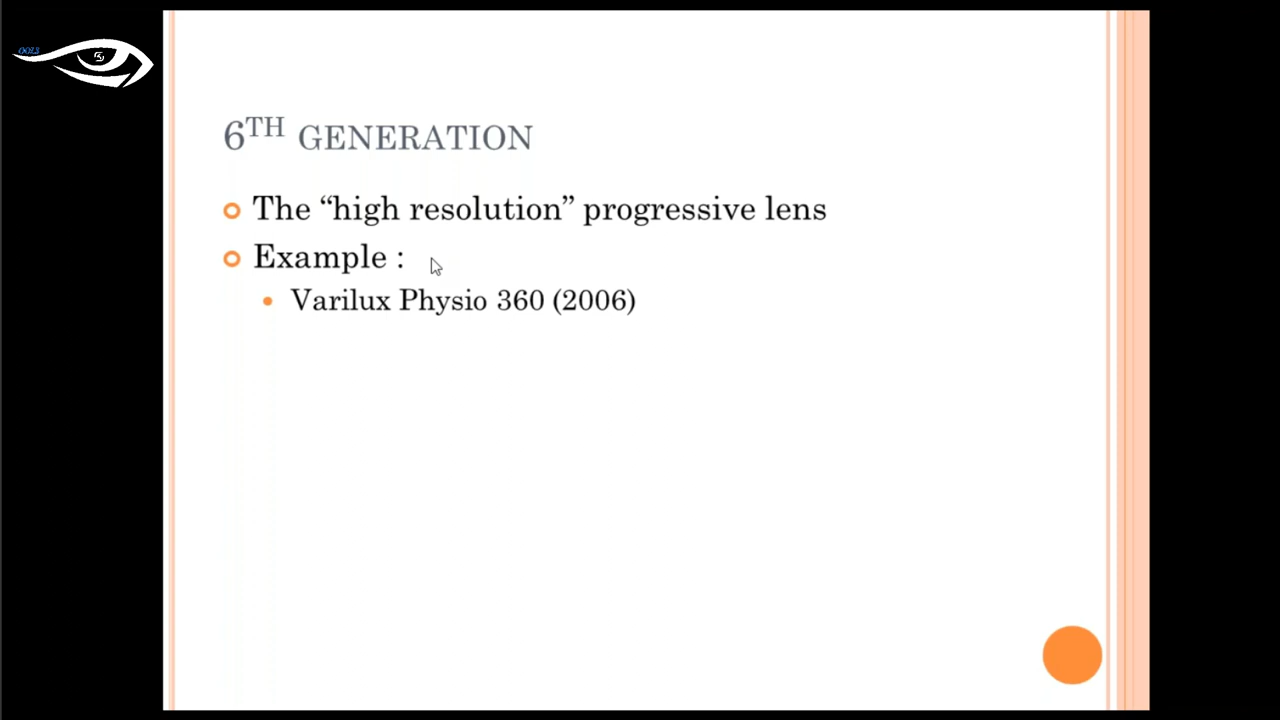 6TH GENERATION
The “high resolution” progressive lens
Example :
Varilux Physio 360 (2006)